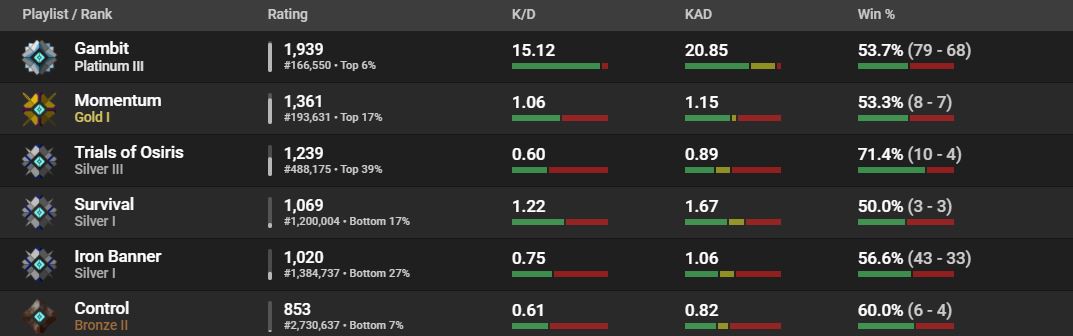 Playlist / Rank Rating K/D KAD Win %
Gambit 1,939 15.12 20.85 53.7% (79 - 68)
Platinum III #166,550 • Top 6%
Momentum 1,361 1.06 1.15 53.3% (8 - 7)
Gold I #193,631 • Top 17%
Trials of Osiris 1,239 0.60 0.89 71.4% (10 - 4)
Silver III #488,175 • Top 39%
Survival 1,069 1.22 1.67 50.0% (3 - 3)
Silver I #1,200,004 • Bottom 17%
Iron Banner 1,020 0.75 1.06 56.6% (43 - 33)
Silver I #1,384,737 • Bottom 27%
Control 853 0.61 0.82 60.0% (6 - 4)
Bronze II #2,730,637 • Bottom 7%